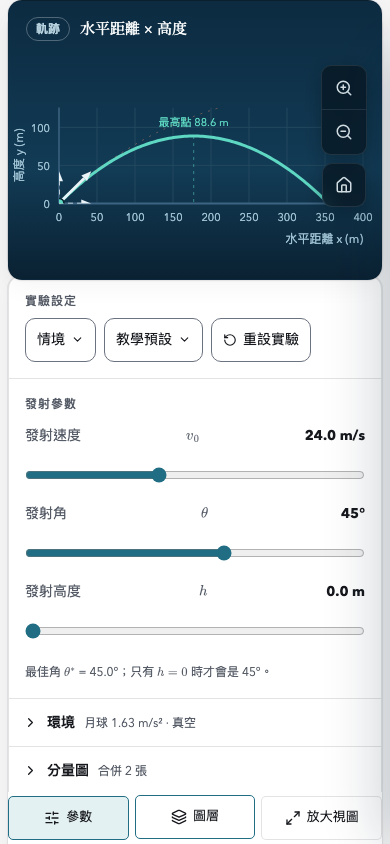 軌跡 水平距離 × 高度
最高點 88.6 m
高度 y (m)
100
50
0
0 50 100 150 200 250 300 350 400
水平距離 x (m)
實驗設定
情境 教學預設 重設實驗
發射參數
發射速度 v₀ 24.0 m/s
發射角 θ 45°
發射高度 h 0.0 m
最佳角 θ* = 45.0°；只有 h = 0 時才會是 45°。
環境 月球 1.63 m/s² · 真空
分量圖 合併 2 張
參數 圖層 放大視圖